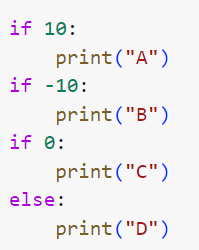 if 10:
    print("A")
if -10:
    print("B")
if 0:
    print("C")
else:
    print("D")